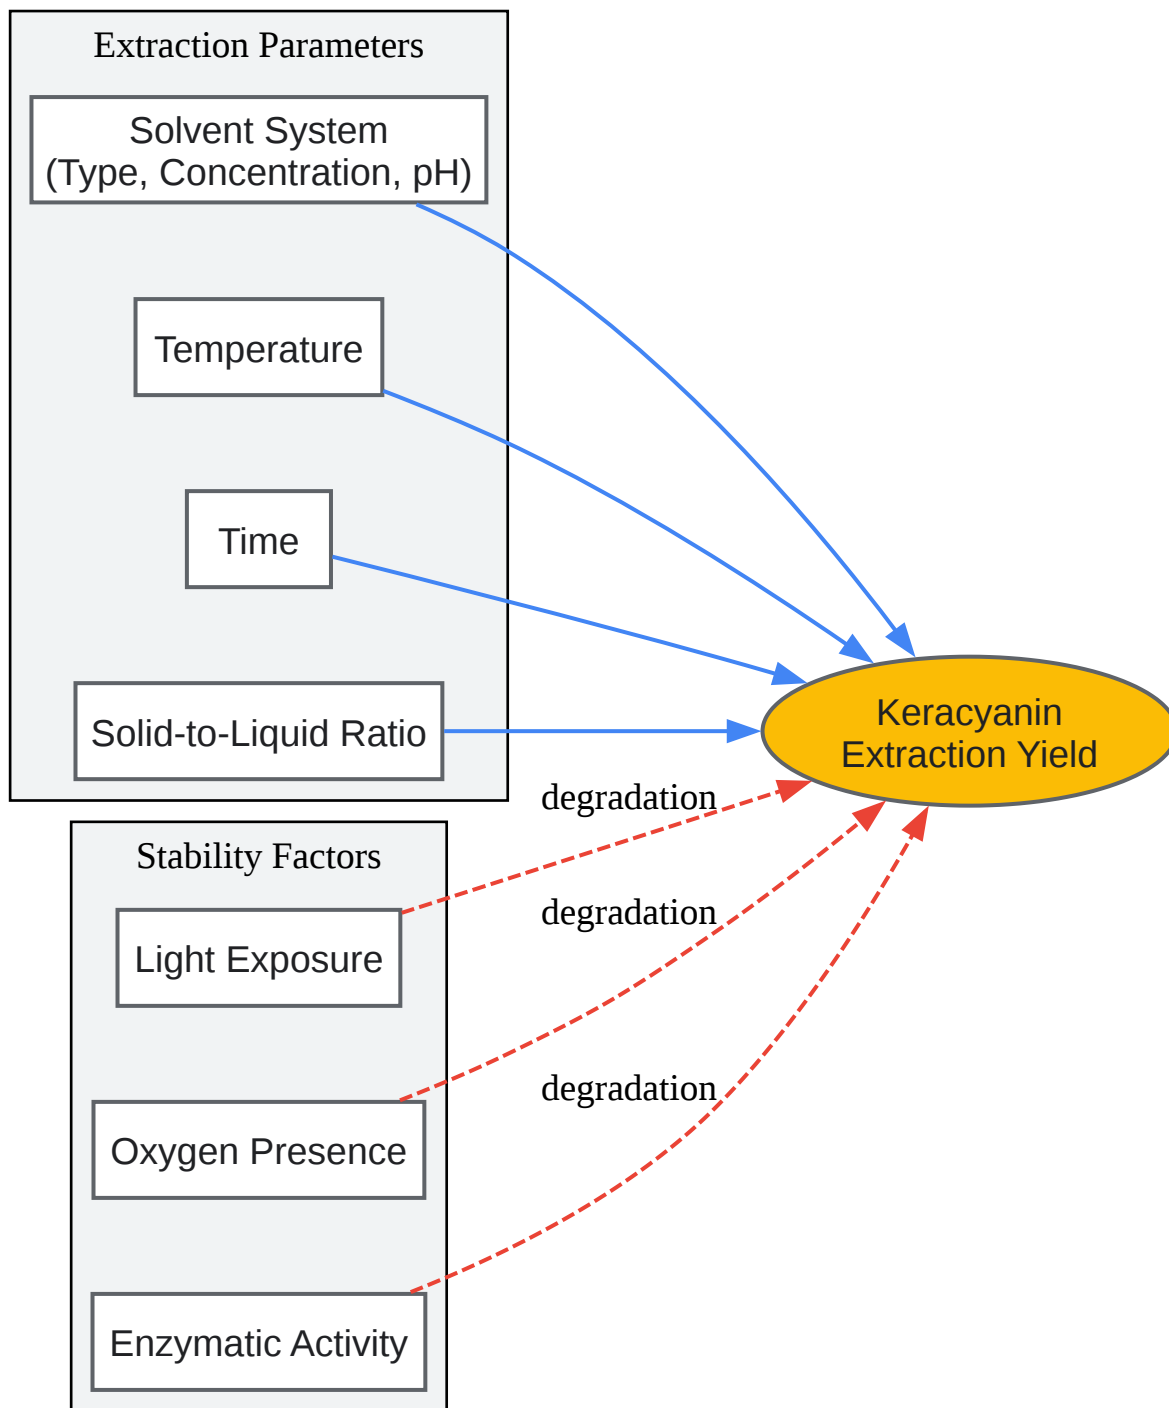 Extraction Parameters
Solvent System
(Type, Concentration, pH)
Temperature
Time
Solid-to-Liquid Ratio
Keracyanin
Extraction Yield
degradation
Stability Factors
Light Exposure
degradation
Oxygen Presence
degradation
Enzymatic Activity